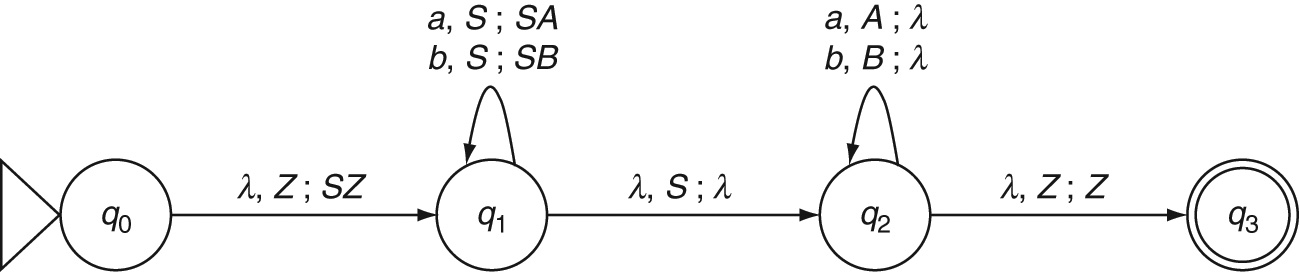 a, S ; SA
b, S ; SB
a, A ; λ
b, B ; λ
q0
λ, Z ; SZ
q1
λ, S ; λ
q2
λ, Z ; Z
q3